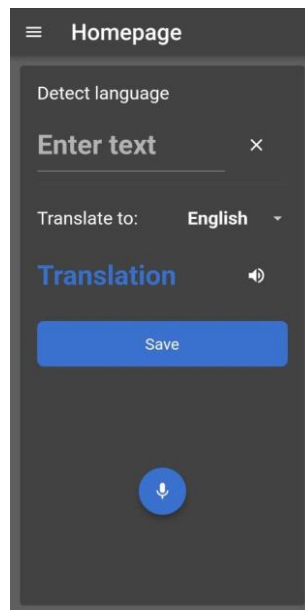 Homepage
Detect language
Enter text
Translate to: English
Translation
Save